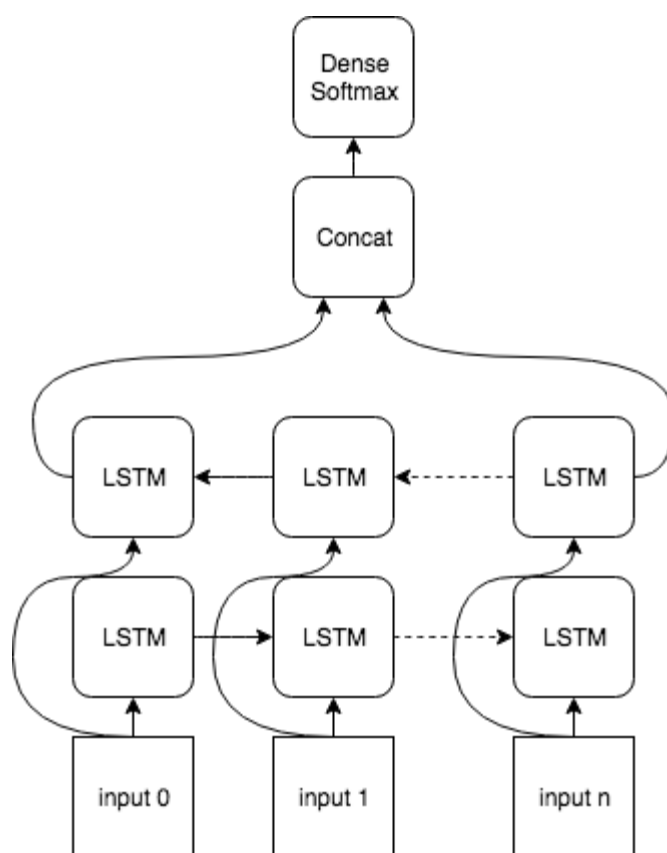 Dense
Softmax
Concat
LSTM
LSTM
LSTM
LSTM
LSTM
LSTM
input 0
input 1
input n